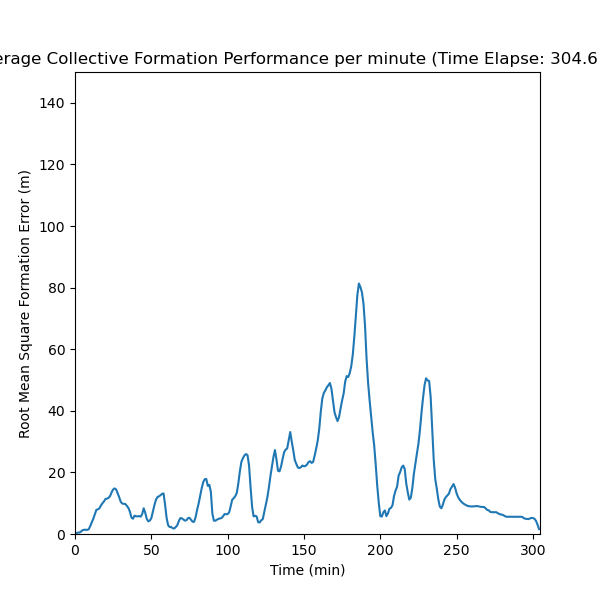 erage Collective Formation Performance per minute (Time Elapse: 304.6
140
120
100
80
60
40
20
0
Root Mean Square Formation Error (m)
0 50 100 150 200 250 300
Time (min)